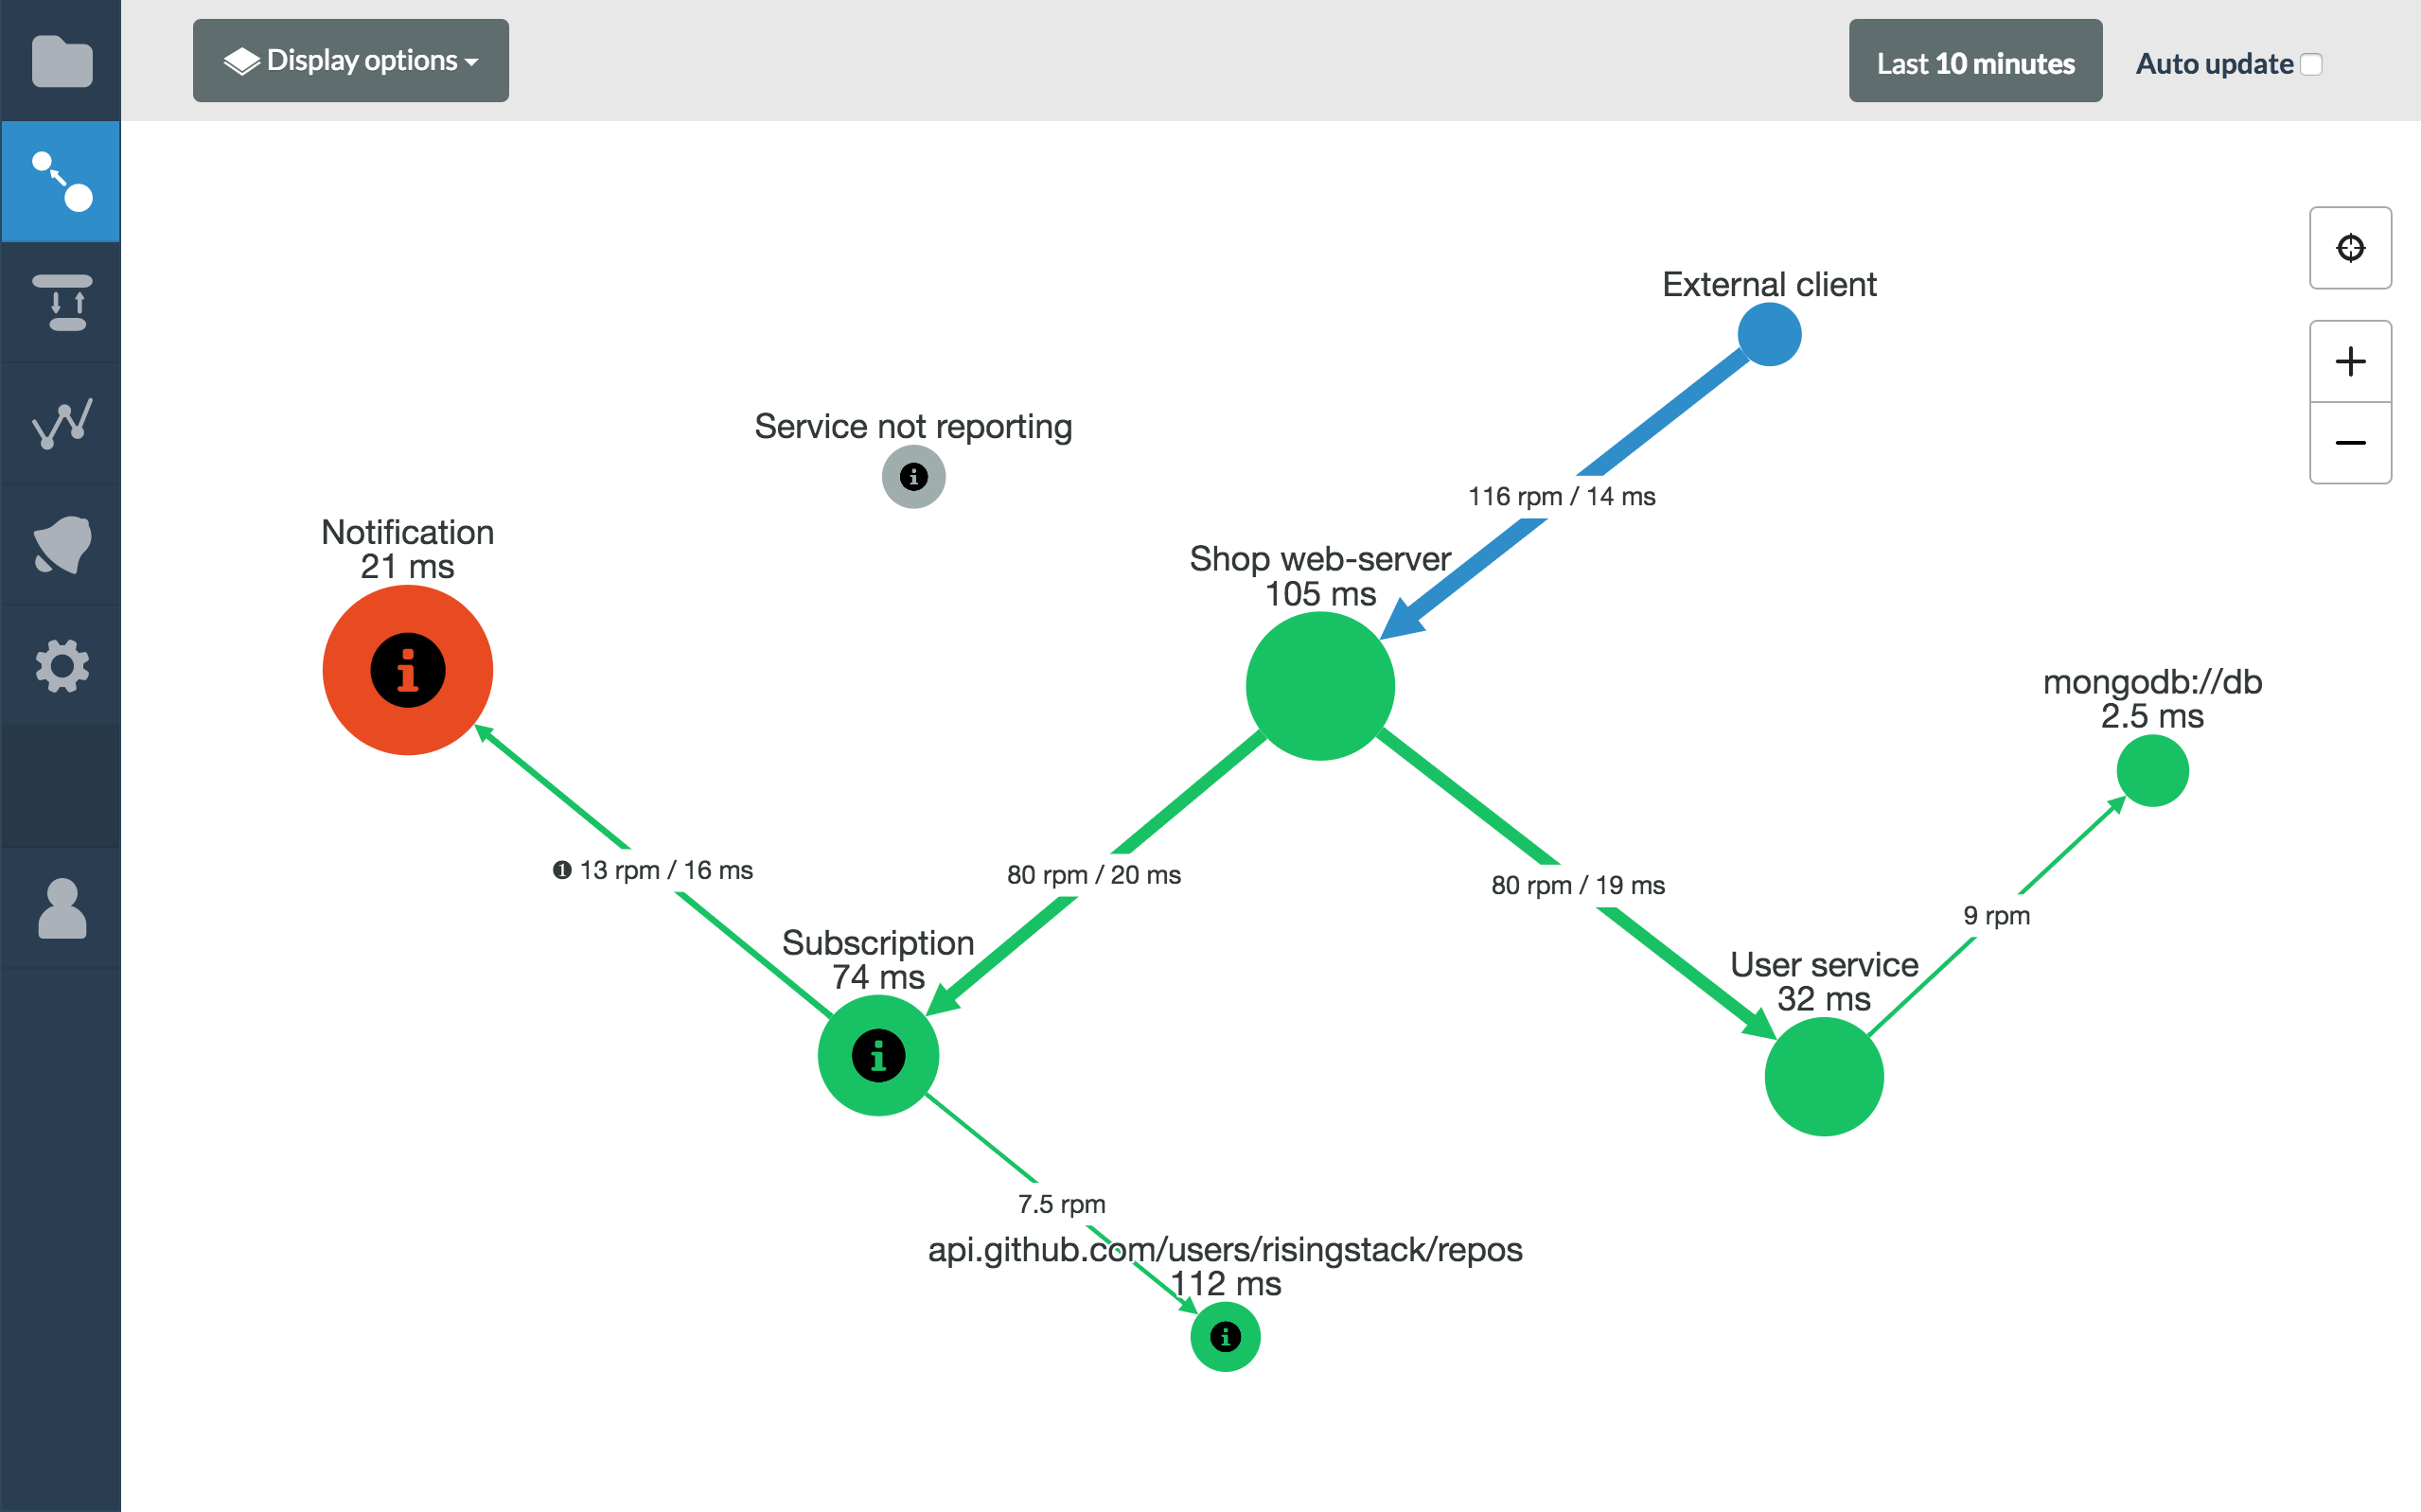 Display options
Last 10 minutes
Auto update
External client
116 rpm / 14 ms
Service not reporting
Notification
21 ms
Shop web-server
105 ms
mongodb://db
2.5 ms
❶ 13 rpm / 16 ms
80 rpm / 20 ms
80 rpm / 19 ms
9 rpm
Subscription
74 ms
User service
32 ms
7.5 rpm
api.github.com/users/risingstack/repos
112 ms